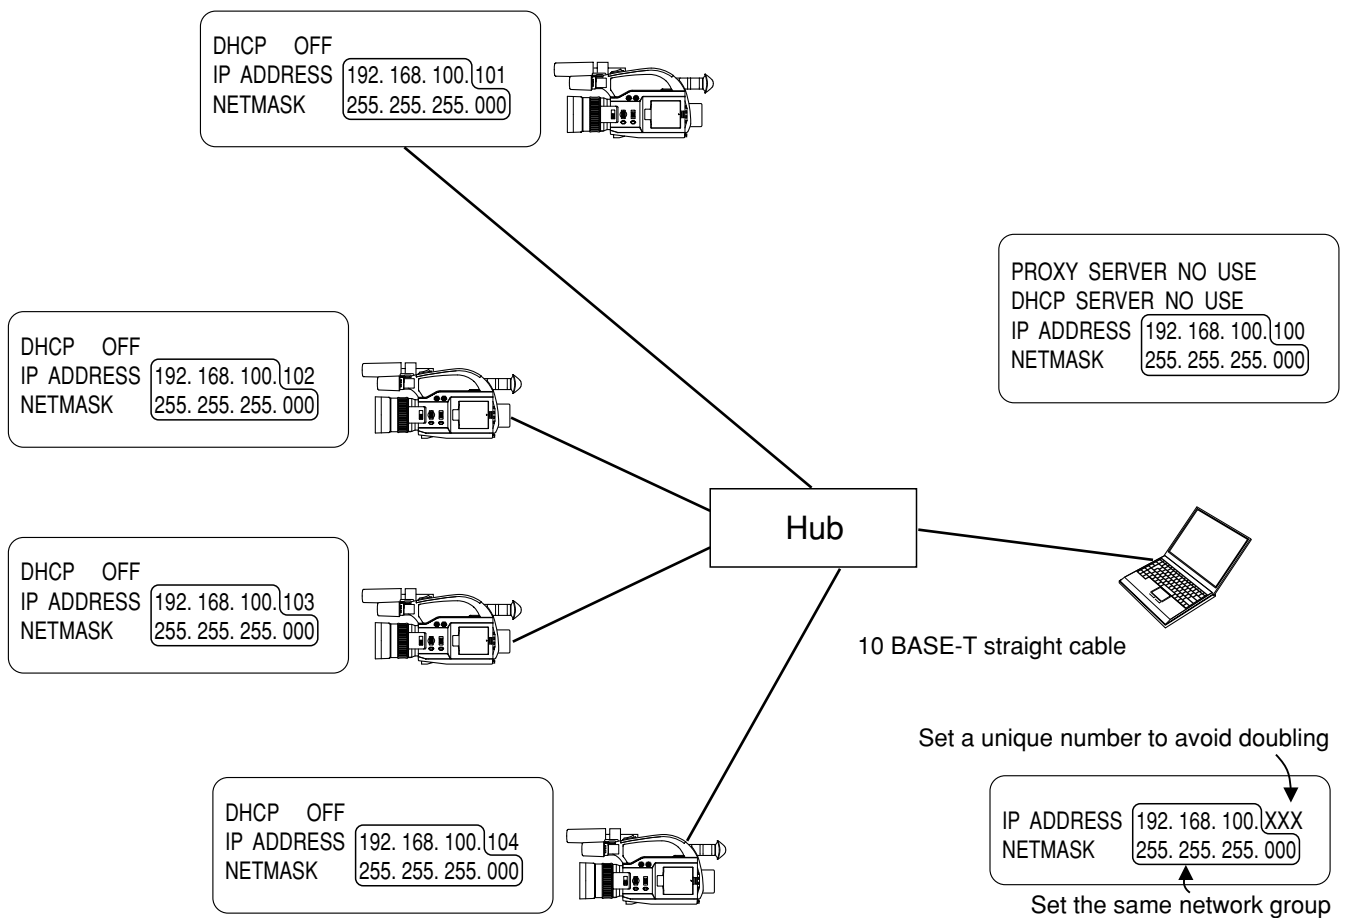 DHCP OFF
IP ADDRESS 192. 168. 100. 101
NETMASK 255. 255. 255. 000
PROXY SERVER NO USE
DHCP SERVER NO USE
IP ADDRESS 192. 168. 100. 100
NETMASK 255. 255. 255. 000
DHCP OFF
IP ADDRESS 192. 168. 100. 102
NETMASK 255. 255. 255. 000
Hub
DHCP OFF
IP ADDRESS 192. 168. 100. 103
NETMASK 255. 255. 255. 000
10 BASE-T straight cable
Set a unique number to avoid doubling
DHCP OFF
IP ADDRESS 192. 168. 100. 104
NETMASK 255. 255. 255. 000
IP ADDRESS 192. 168. 100. XXX
NETMASK 255. 255. 255. 000
Set the same network group